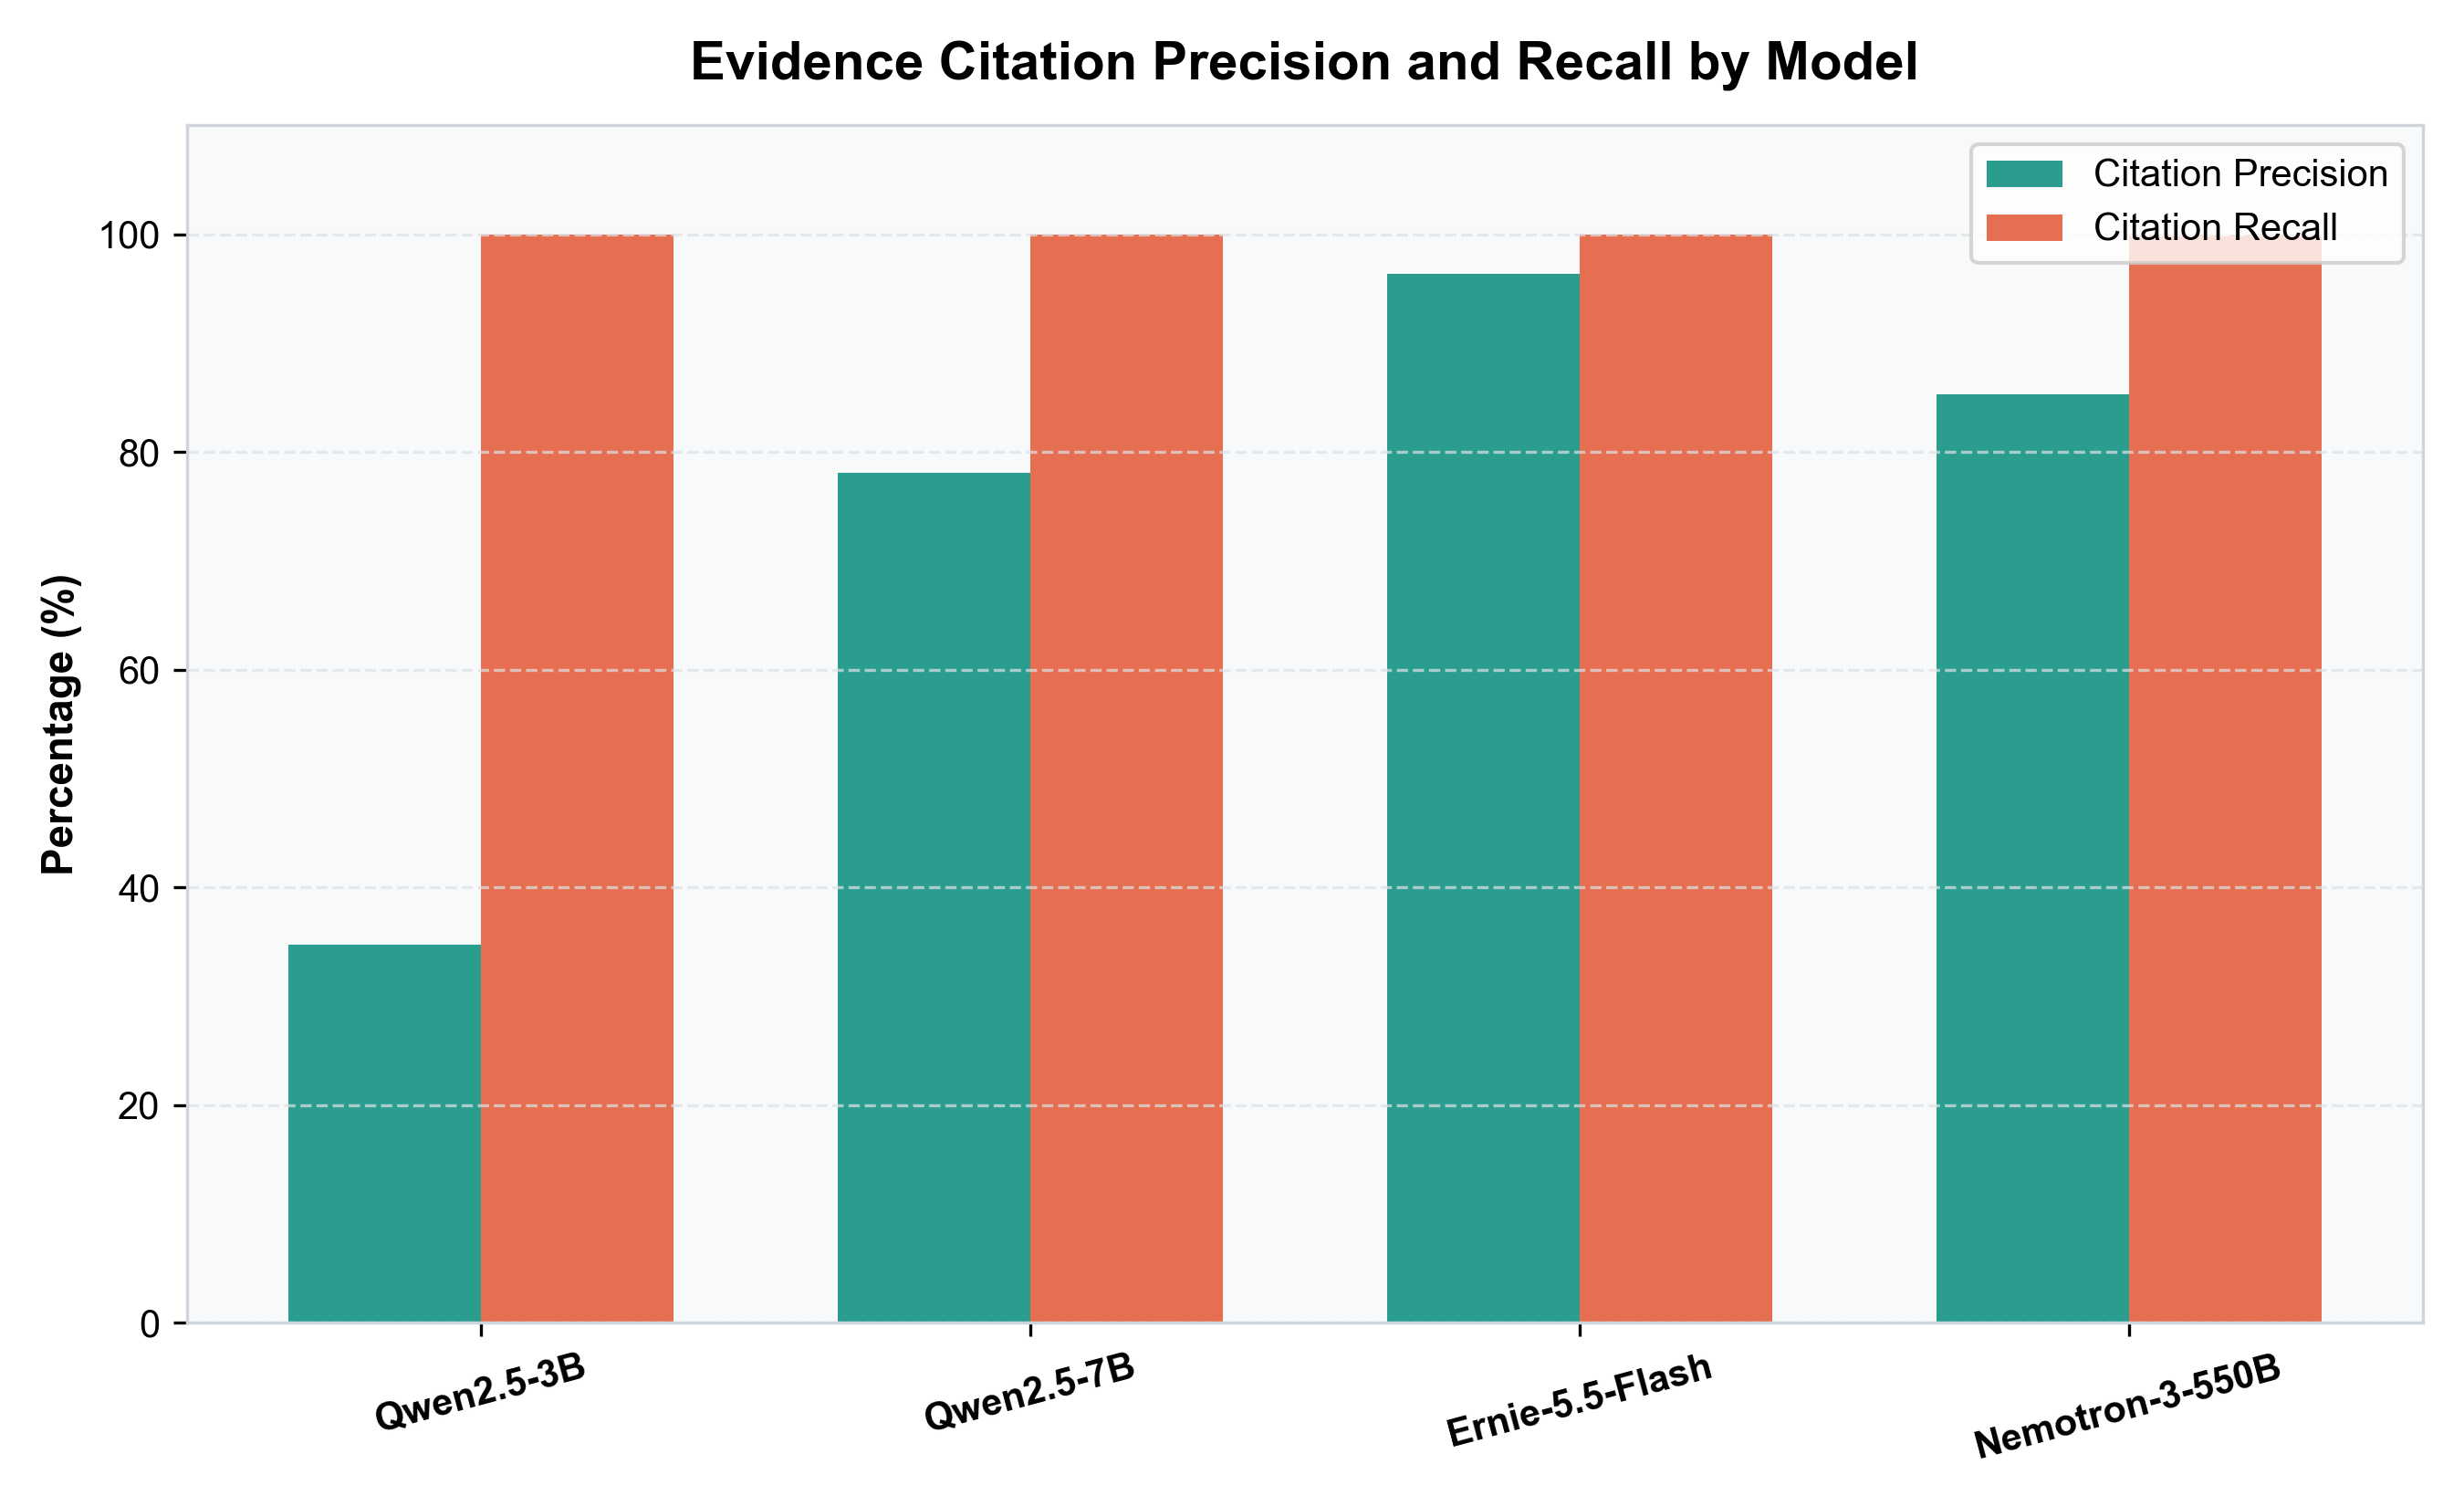 Evidence Citation Precision and Recall by Model
Citation Precision
Citation Recall
Percentage (%)
100
80
60
40
20
0
Qwen2.5-3B
Qwen2.5-7B
Ernie-5.5-Flash
Nemotron-3-550B